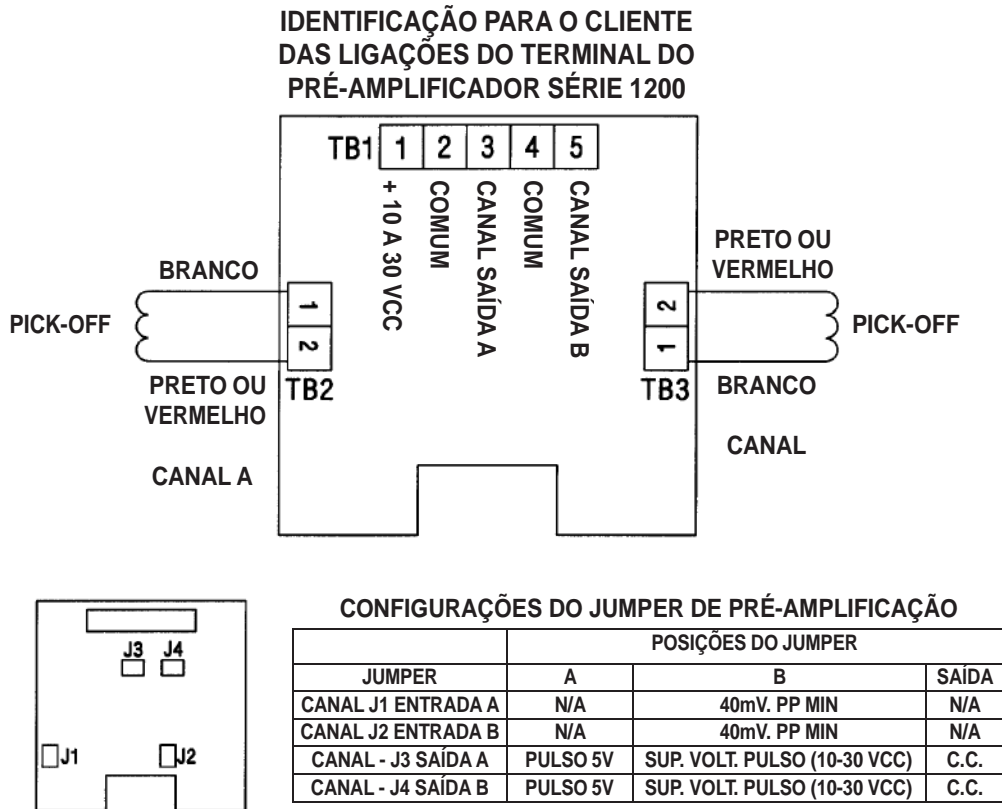 IDENTIFICAÇÃO PARA O CLIENTE
DAS LIGAÇÕES DO TERMINAL DO
PRÉ-AMPLIFICADOR SÉRIE 1200
TB1 1 2 3 4 5
+ 10 A 30 VCC
COMUM
CANAL SAÍDA A
COMUM
CANAL SAÍDA B
BRANCO
PICK-OFF
1
2
TB2
PRETO OU
VERMELHO
CANAL A
PRETO OU
VERMELHO
2
1
TB3
PICK-OFF
BRANCO
CANAL
J3 J4
J1 J2
CONFIGURAÇÕES DO JUMPER DE PRÉ-AMPLIFICAÇÃO
POSIÇÕES DO JUMPER
JUMPER A B SAÍDA
CANAL J1 ENTRADA A N/A 40mV. PP MIN N/A
CANAL J2 ENTRADA B N/A 40mV. PP MIN N/A
CANAL - J3 SAÍDA A PULSO 5V SUP. VOLT. PULSO (10-30 VCC) C.C.
CANAL - J4 SAÍDA B PULSO 5V SUP. VOLT. PULSO (10-30 VCC) C.C.